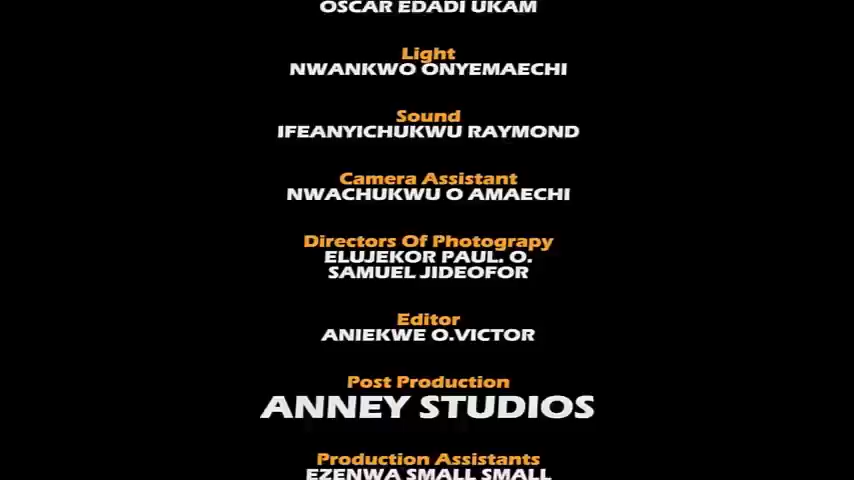 OSCAR EDADI UKAM
Light
NWANKWO ONYEMAECHI
Sound
IFEANYICHUKWU RAYMOND
Camera Assistant
NWACHUKWU O AMAECHI
Directors Of Photograpy
ELUJEKOR PAUL. O.
SAMUEL JIDEOFOR
Editor
ANIEKWE O.VICTOR
Post Production
ANNEY STUDIOS
Production Assistants
EZENWA SMALL SMALL